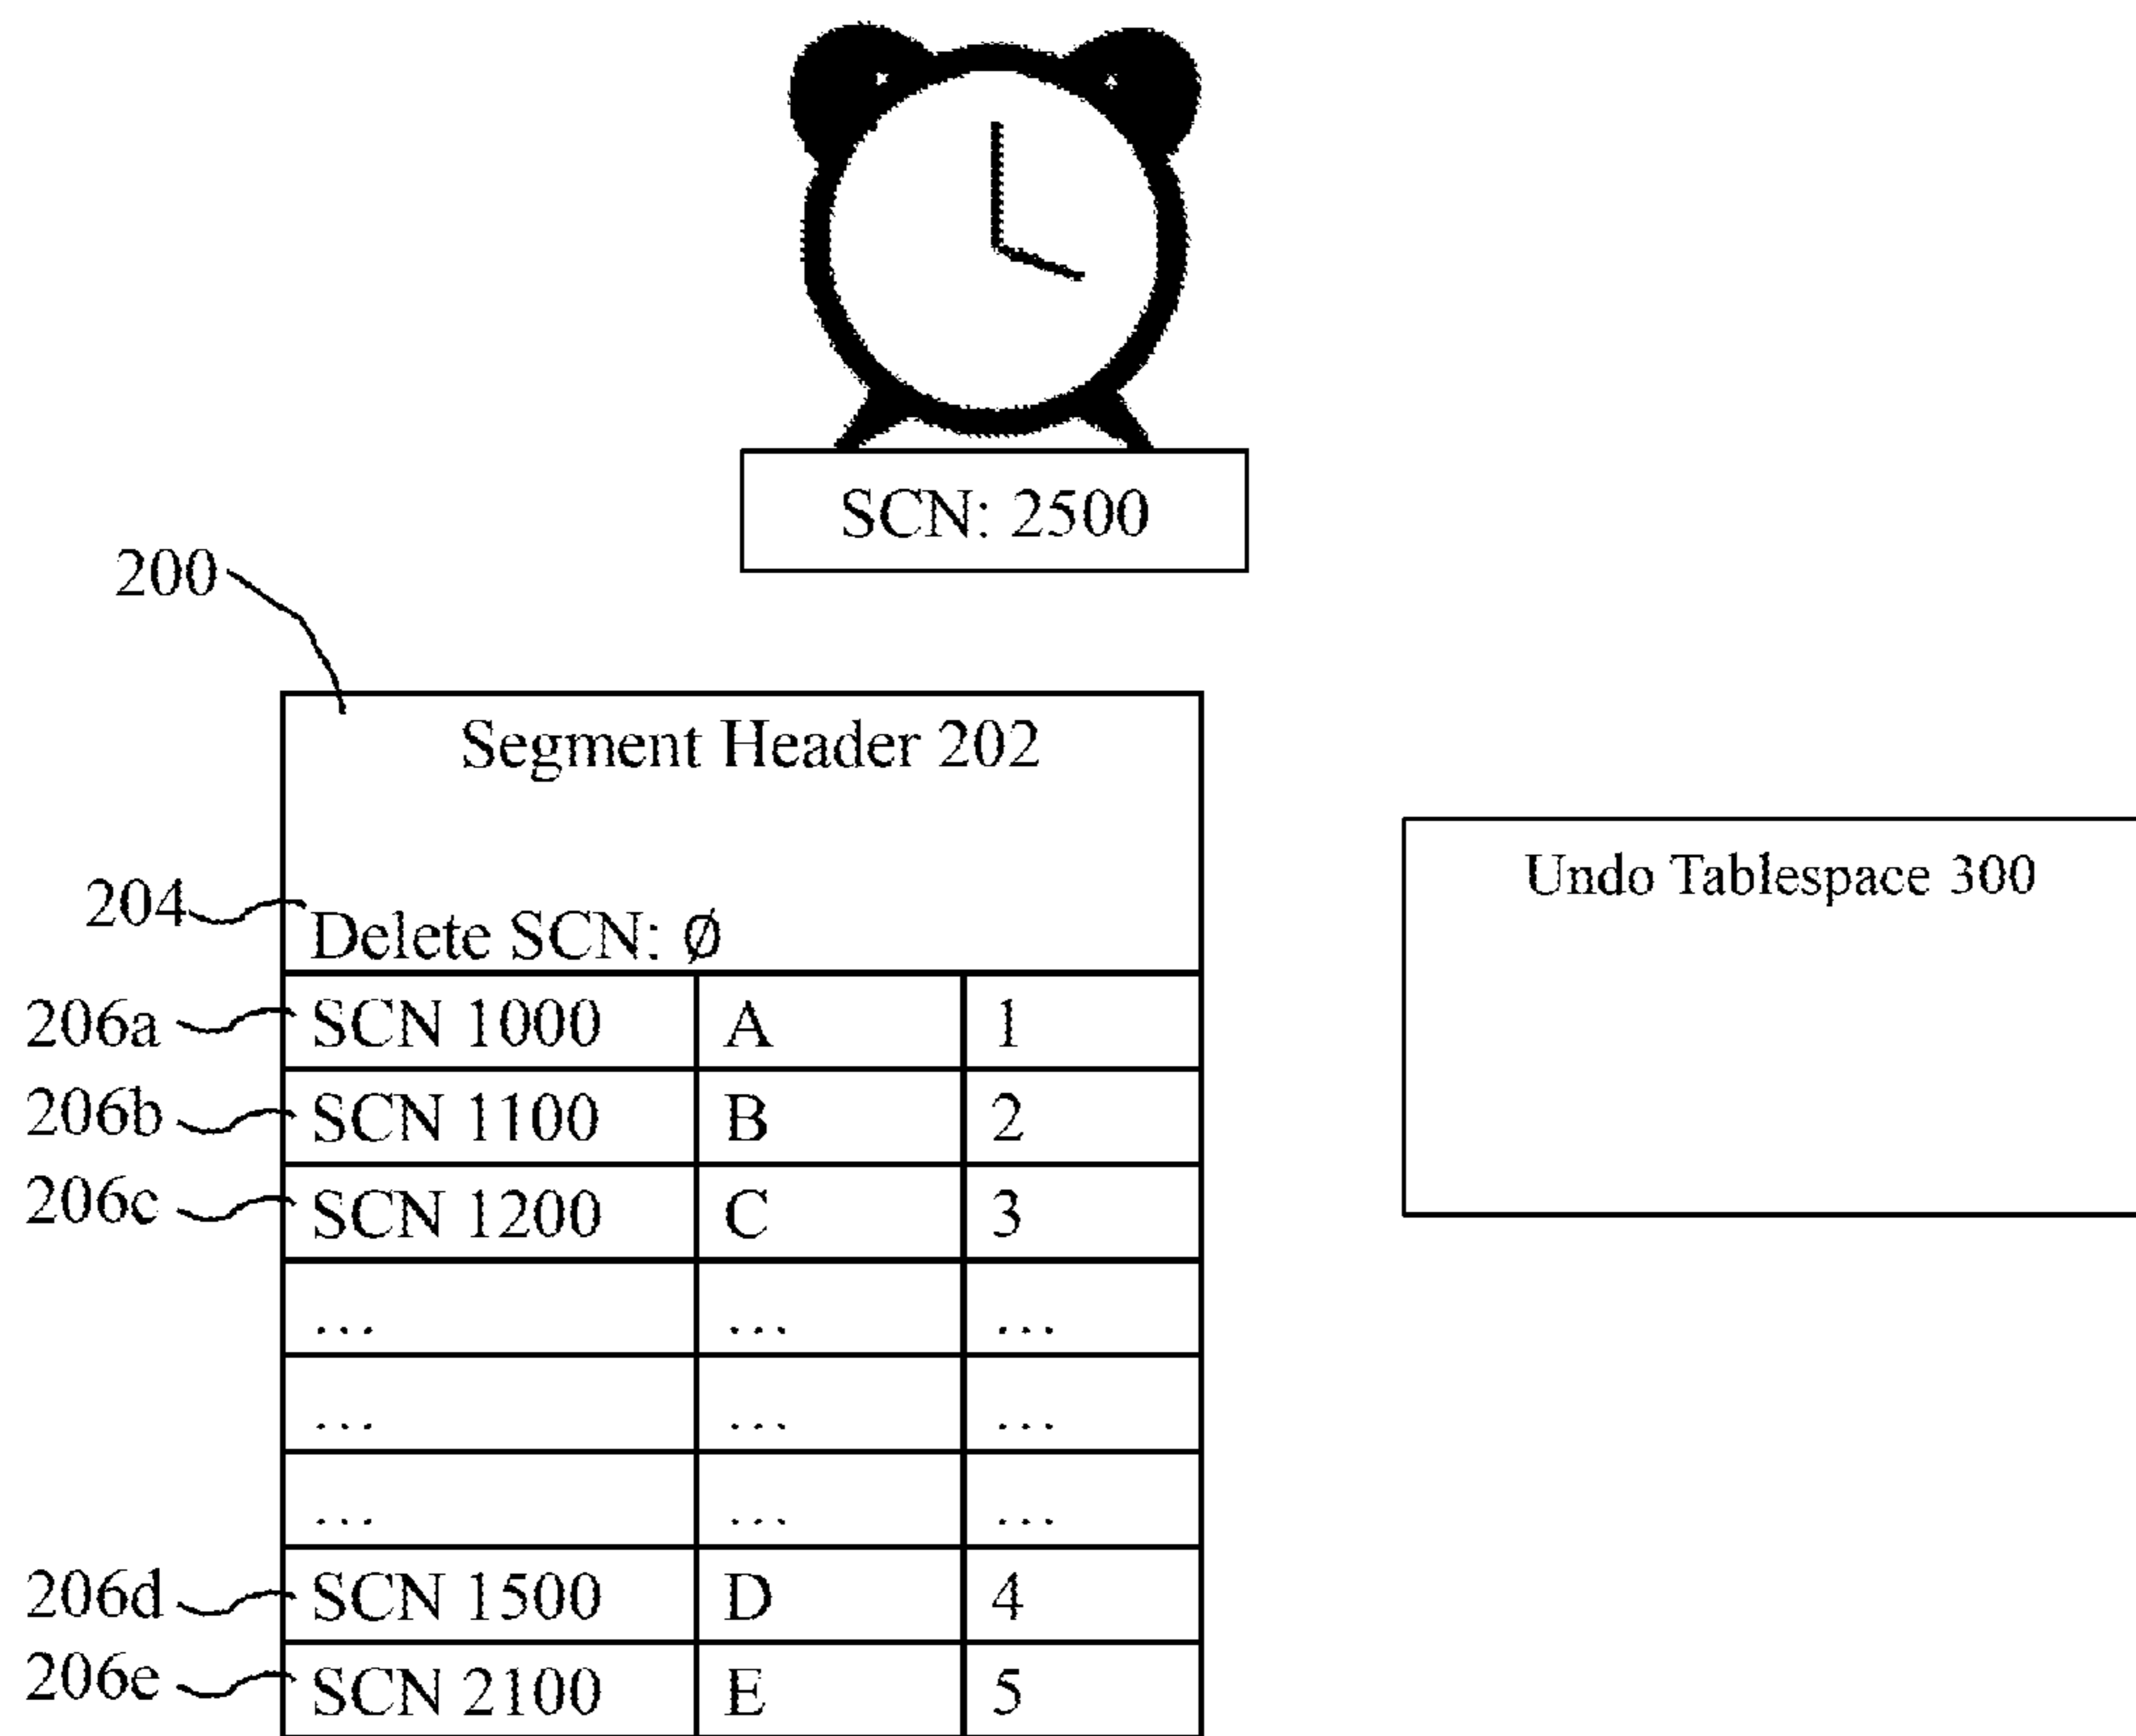 SCN: 2500
200
Segment Header 202
Undo Tablespace 300
204
Delete SCN: Ø
206a SCN 1000 A 1
206b SCN 1100 B 2
206c SCN 1200 C 3
... ... ...
... ... ...
... ... ...
206d SCN 1500 D 4
206e SCN 2100 E 5